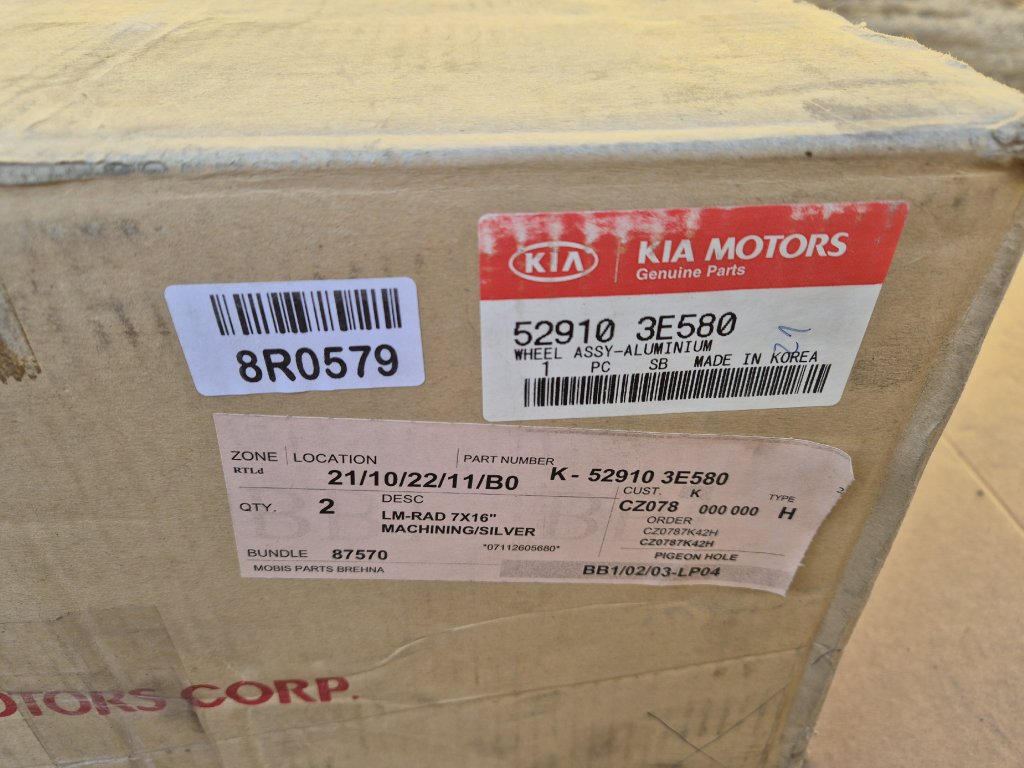 KIA
KIA MOTORS
Genuine Parts
52910 3E580
WHEEL ASSY-ALUMINIUM
1 PC SB MADE IN KOREA
21
8R0579
ZONE LOCATION PART NUMBER
RTLd 21/10/22/11/B0 K- 52910 3E580
QTY. 2 DESC CUST. K TYPE
LM-RAD 7X16" CZ078 000 000 H
MACHINING/SILVER ORDER
CZ0787K42H
*07112605680* CZ0787K42H
BUNDLE 87570 PIGEON HOLE
MOBIS PARTS BREHNA BB1/02/03-LP04
OTORS CORP.